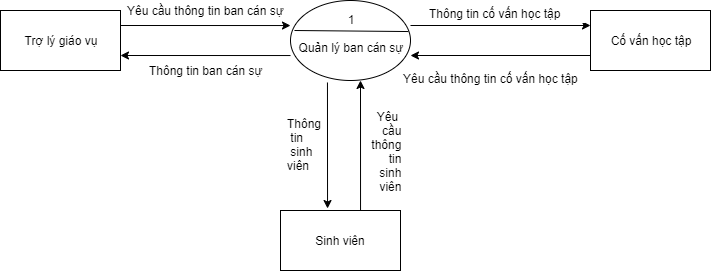 Yêu cầu thông tin ban cán sự
1
Thông tin cố vấn học tập
Trợ lý giáo vụ
Quản lý ban cán sự
Cố vấn học tập
Thông tin ban cán sự
Yêu cầu thông tin cố vấn học tập
Thông
tin
sinh
viên
Yêu
cầu
thông
tin
sinh
viên
Sinh viên